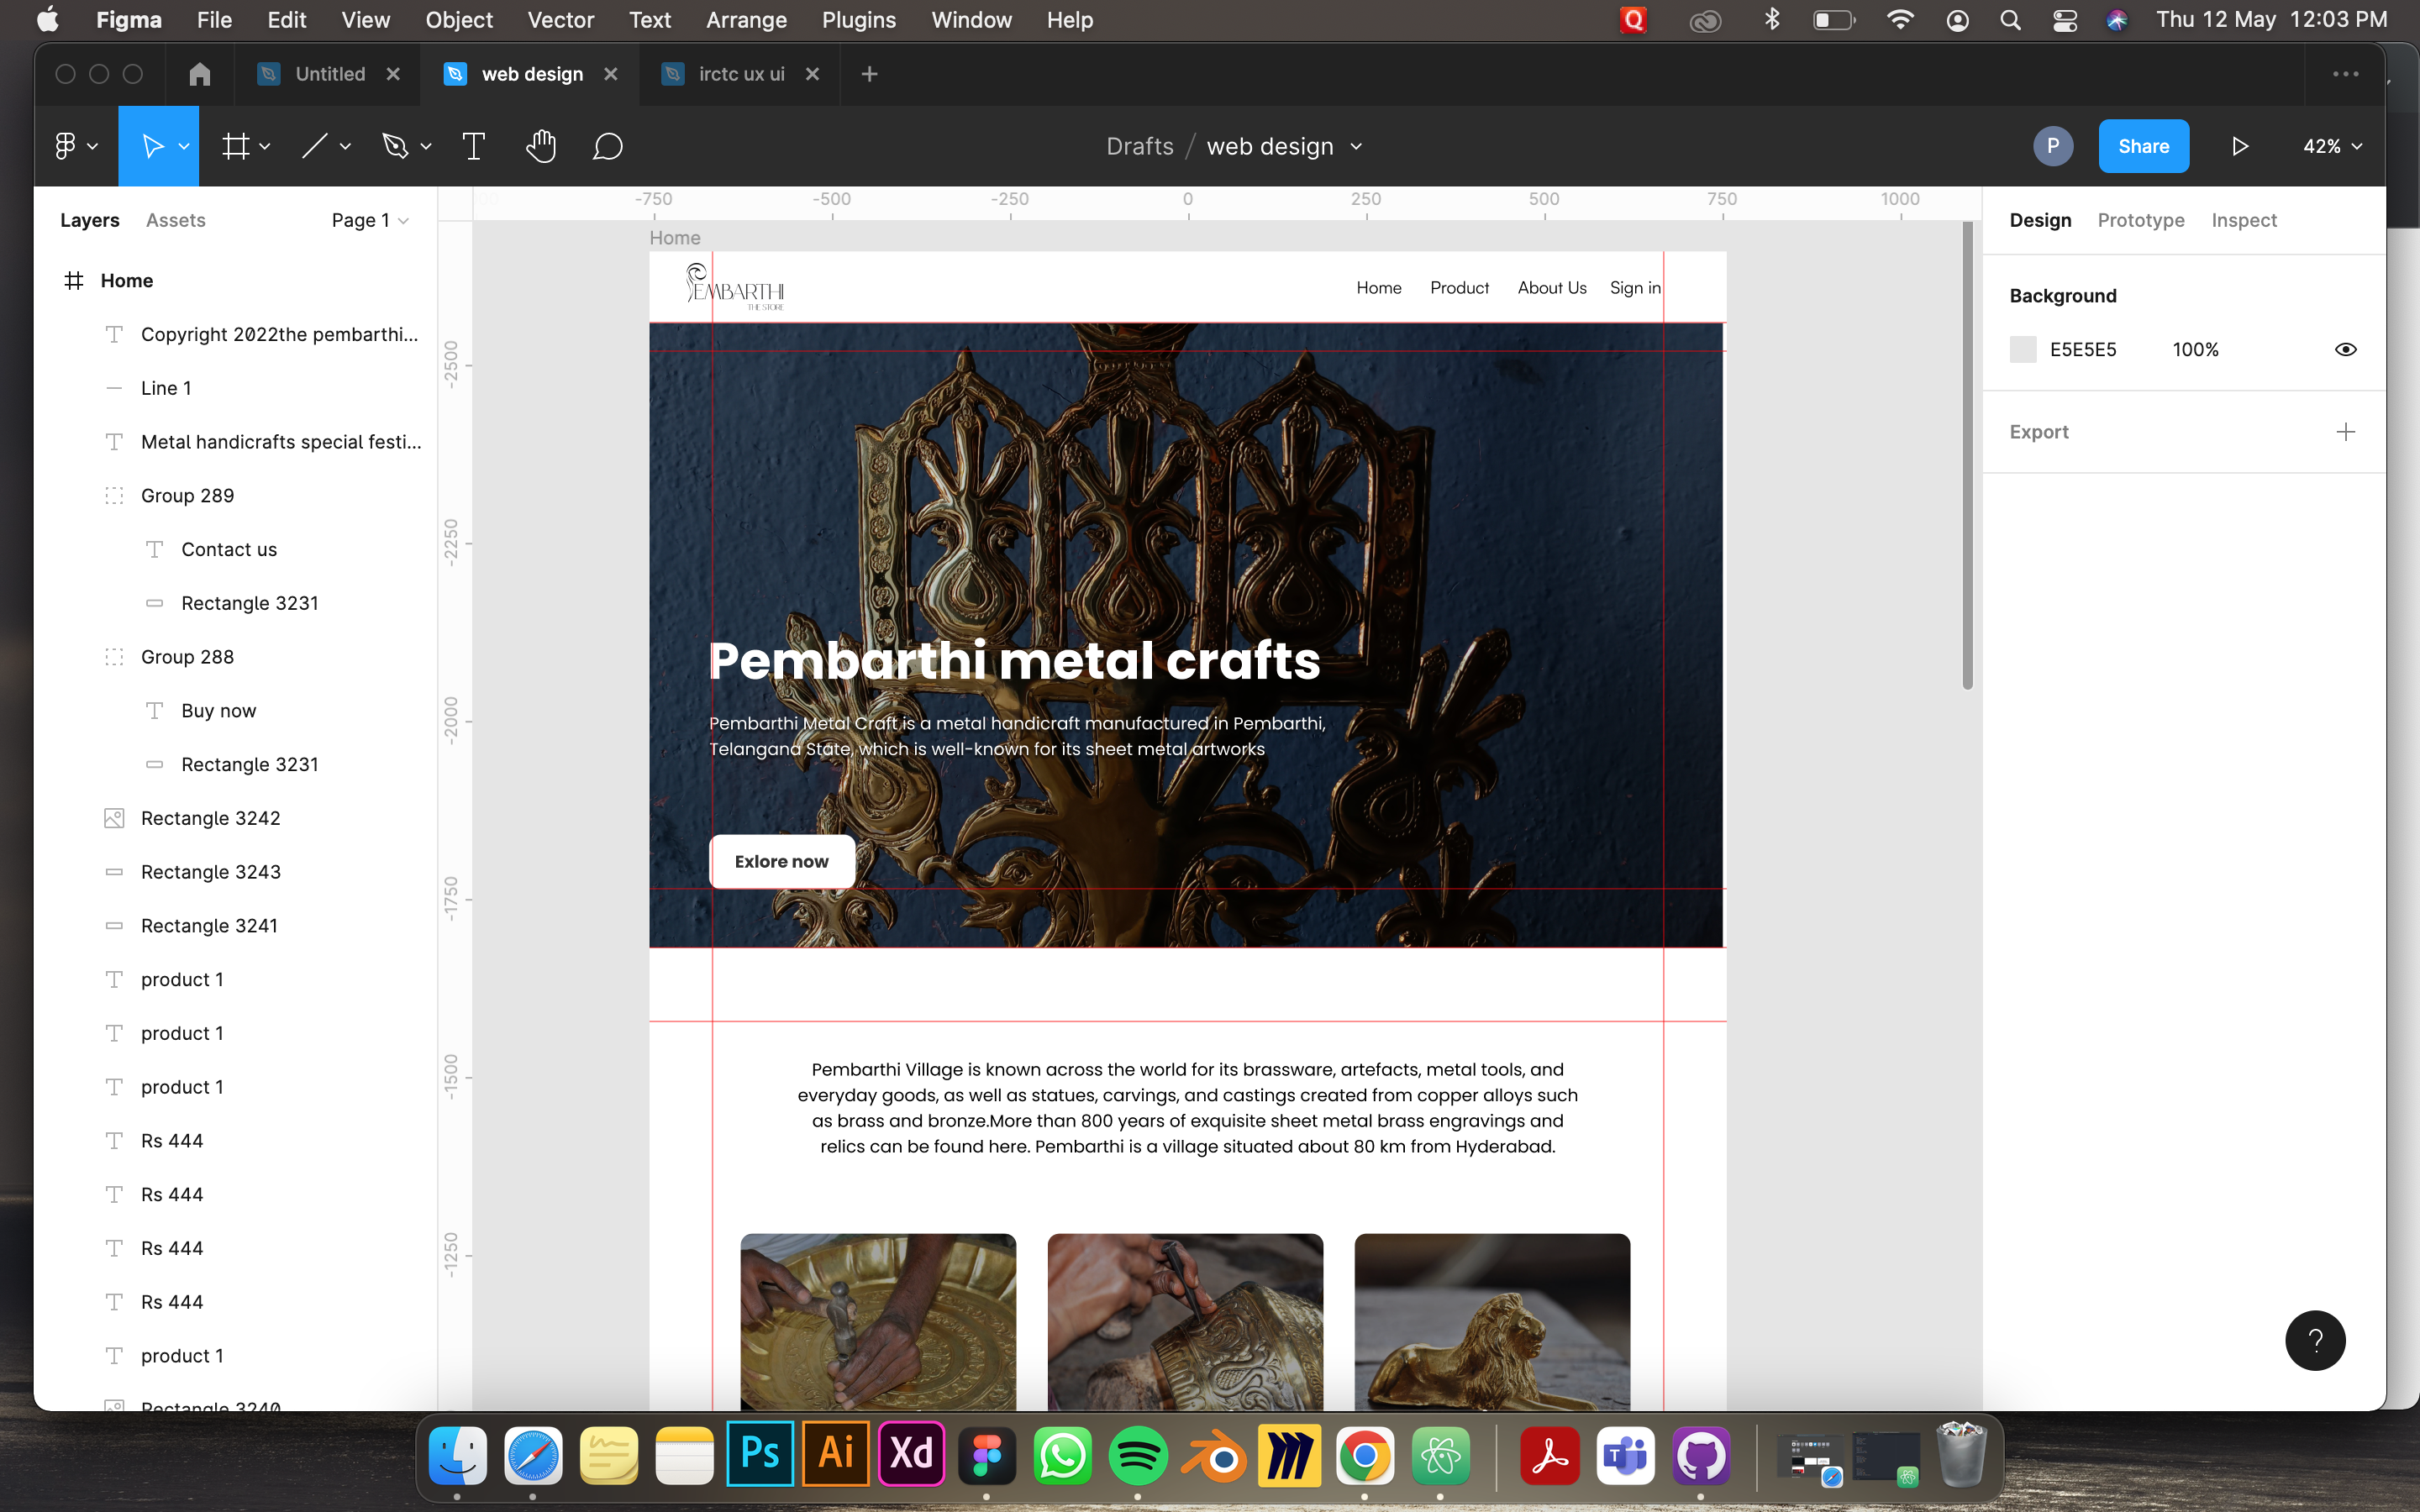 Figma File Edit View Object Vector Text Arrange Plugins Window Help Thu 12 May 12:03 PM
Untitled web design irctc ux ui
Drafts / web design P Share 42%
Layers Assets Page 1
-750 -500 -250 0 250 500 750 1000
Design Prototype Inspect
Home
Copyright 2022the pembarthi...
Line 1
Metal handicrafts special festi...
Group 289
Contact us
Rectangle 3231
Group 288
Buy now
Rectangle 3231
Rectangle 3242
Rectangle 3243
Rectangle 3241
product 1
product 1
product 1
Rs 444
Rs 444
Rs 444
Rs 444
product 1
Rectangle 3240
-2500
-2250
-2000
-1750
-1500
-1250
Home
EMBARTHI
THE STORE
Home Product About Us Sign in
Pembarthi metal crafts
Pembarthi Metal Craft is a metal handicraft manufactured in Pembarthi,
Telangana State, which is well-known for its sheet metal artworks
Exlore now
Pembarthi Village is known across the world for its brassware, artefacts, metal tools, and
everyday goods, as well as statues, carvings, and castings created from copper alloys such
as brass and bronze.More than 800 years of exquisite sheet metal brass engravings and
relics can be found here. Pembarthi is a village situated about 80 km from Hyderabad.
Background
E5E5E5 100%
Export
?
Ps Ai Xd T